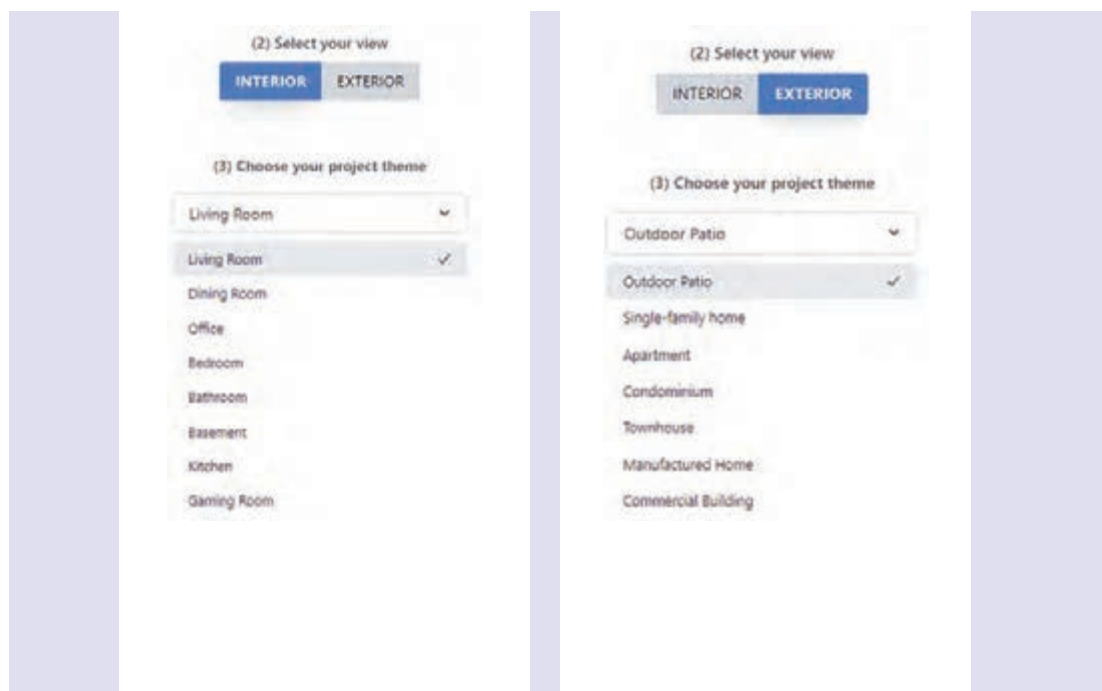 (2) Select your view
INTERIOR EXTERIOR
(3) Choose your project theme
Living Room
Living Room
Dining Room
Office
Bedroom
Bathroom
Basement
Kitchen
Gaming Room
(2) Select your view
INTERIOR EXTERIOR
(3) Choose your project theme
Outdoor Patio
Outdoor Patio
Single-family home
Apartment
Condominium
Townhouse
Manufactured Home
Commercial Building